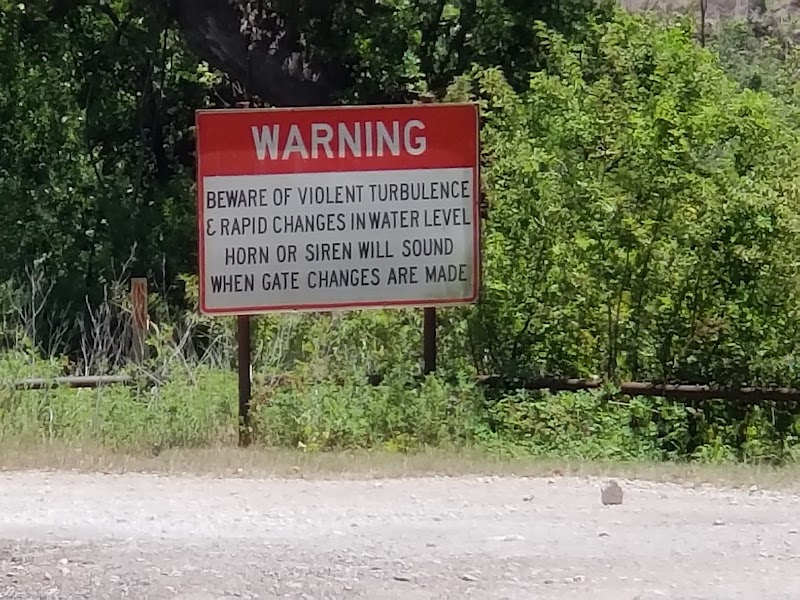 WARNING
BEWARE OF VIOLENT TURBULENCE
& RAPID CHANGES IN WATER LEVEL
HORN OR SIREN WILL SOUND
WHEN GATE CHANGES ARE MADE